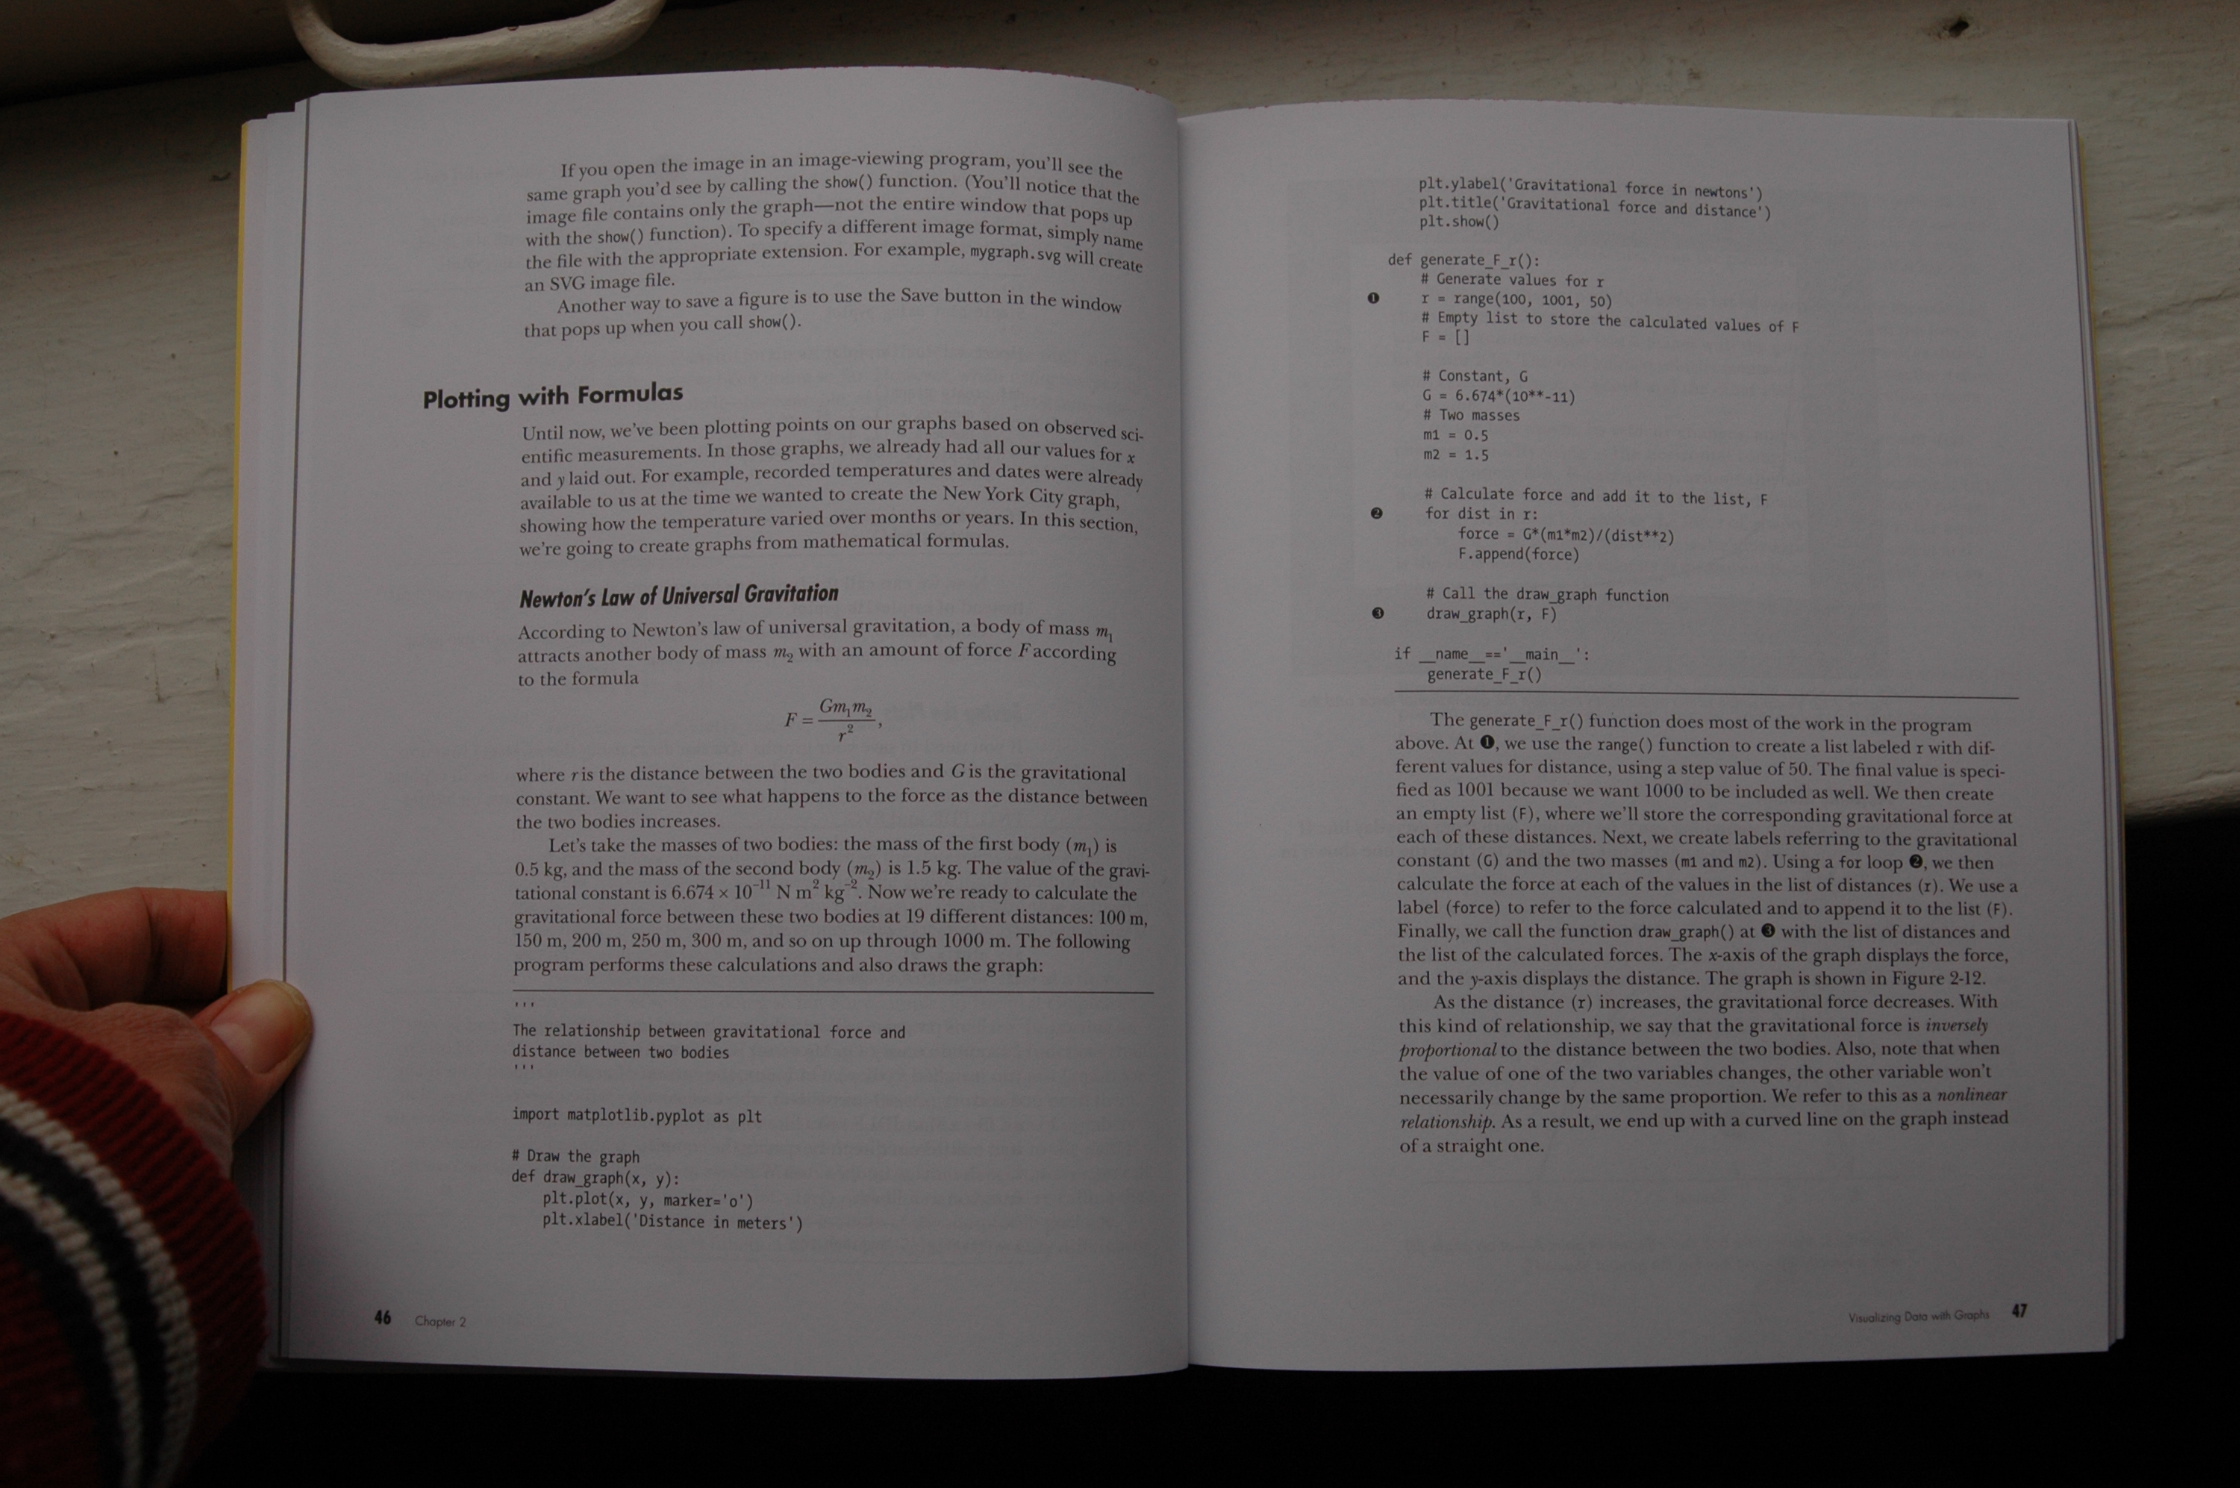 If you open the image in an image-viewing program, you'll see the
same graph you'd see by calling the show() function. (You'll notice that the
image file contains only the graph—not the entire window that pops up
with the show() function). To specify a different image format, simply name
the file with the appropriate extension. For example, mygraph.svg will create
an SVG image file.
Another way to save a figure is to use the Save button in the window
that pops up when you call show().
Plotting with Formulas
Until now, we've been plotting points on our graphs based on observed sci-
entific measurements. In those graphs, we already had all our values for x
and y laid out. For example, recorded temperatures and dates were already
available to us at the time we wanted to create the New York City graph,
showing how the temperature varied over months or years. In this section,
we're going to create graphs from mathematical formulas.
Newton's Law of Universal Gravitation
According to Newton's law of universal gravitation, a body of mass m₁
attracts another body of mass m₂ with an amount of force F according
to the formula
F = Gm₁m₂ / r²,
where r is the distance between the two bodies and G is the gravitational
constant. We want to see what happens to the force as the distance between
the two bodies increases.
Let's take the masses of two bodies: the mass of the first body (m₁) is
0.5 kg, and the mass of the second body (m₂) is 1.5 kg. The value of the gravi-
tational constant is 6.674 × 10⁻¹¹ N m² kg⁻². Now we're ready to calculate the
gravitational force between these two bodies at 19 different distances: 100 m,
150 m, 200 m, 250 m, 300 m, and so on up through 1000 m. The following
program performs these calculations and also draws the graph:
'''
The relationship between gravitational force and
distance between two bodies
'''
import matplotlib.pyplot as plt
# Draw the graph
def draw_graph(x, y):
    plt.plot(x, y, marker='o')
    plt.xlabel('Distance in meters')
46 Chapter 2
    plt.ylabel('Gravitational force in newtons')
    plt.title('Gravitational force and distance')
    plt.show()
def generate_F_r():
    # Generate values for r
❶ r = range(100, 1001, 50)
    # Empty list to store the calculated values of F
    F = []
    # Constant, G
    G = 6.674*(10**-11)
    # Two masses
    m1 = 0.5
    m2 = 1.5
    # Calculate force and add it to the list, F
❷ for dist in r:
        force = G*(m1*m2)/(dist**2)
        F.append(force)
    # Call the draw_graph function
❸ draw_graph(r, F)
if __name__=='__main__':
    generate_F_r()
The generate_F_r() function does most of the work in the program
above. At ❶, we use the range() function to create a list labeled r with dif-
ferent values for distance, using a step value of 50. The final value is speci-
fied as 1001 because we want 1000 to be included as well. We then create
an empty list (F), where we'll store the corresponding gravitational force at
each of these distances. Next, we create labels referring to the gravitational
constant (G) and the two masses (m1 and m2). Using a for loop ❷, we then
calculate the force at each of the values in the list of distances (r). We use a
label (force) to refer to the force calculated and to append it to the list (F).
Finally, we call the function draw_graph() at ❸ with the list of distances and
the list of the calculated forces. The x-axis of the graph displays the force,
and the y-axis displays the distance. The graph is shown in Figure 2-12.
As the distance (r) increases, the gravitational force decreases. With
this kind of relationship, we say that the gravitational force is inversely
proportional to the distance between the two bodies. Also, note that when
the value of one of the two variables changes, the other variable won't
necessarily change by the same proportion. We refer to this as a nonlinear
relationship. As a result, we end up with a curved line on the graph instead
of a straight one.
Visualizing Data with Graphs 47